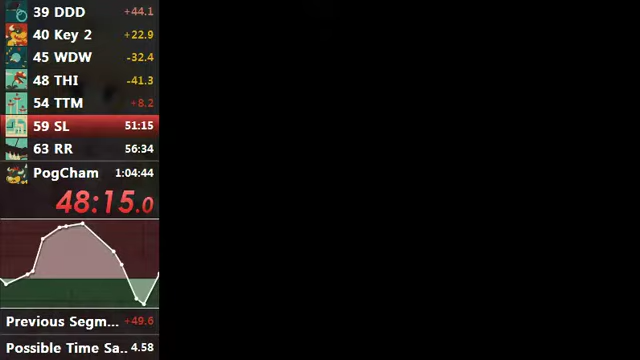 39 DDD +44.1
40 Key 2 +22.9
45 WDW -32.4
48 THI -41.3
54 TTM +8.2
59 SL 51:15
63 RR 56:34
PogCham 1:04:44
48:15.0
Previous Segm... +49.6
Possible Time Sa.. 4.58